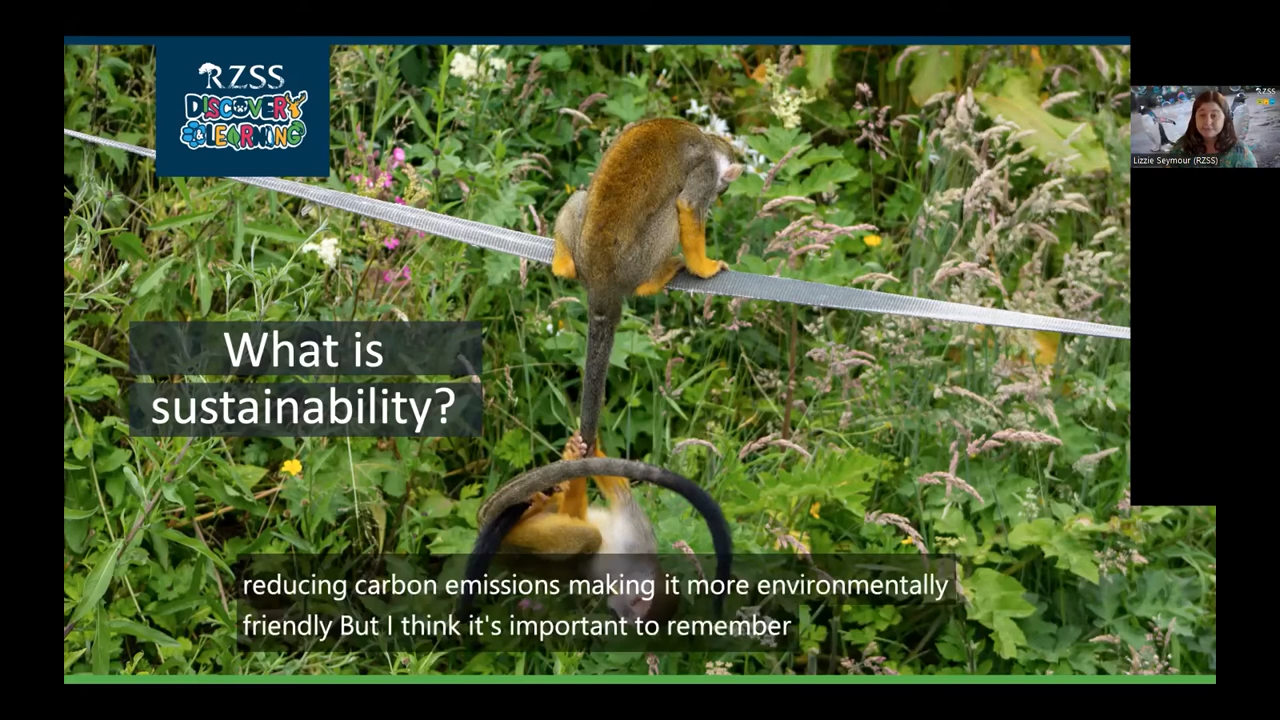 RZSS
DISCOVERY
& LEARNING
RZSS
Lizzie Seymour (RZSS)
What is
sustainability?
reducing carbon emissions making it more environmentally
friendly But I think it's important to remember